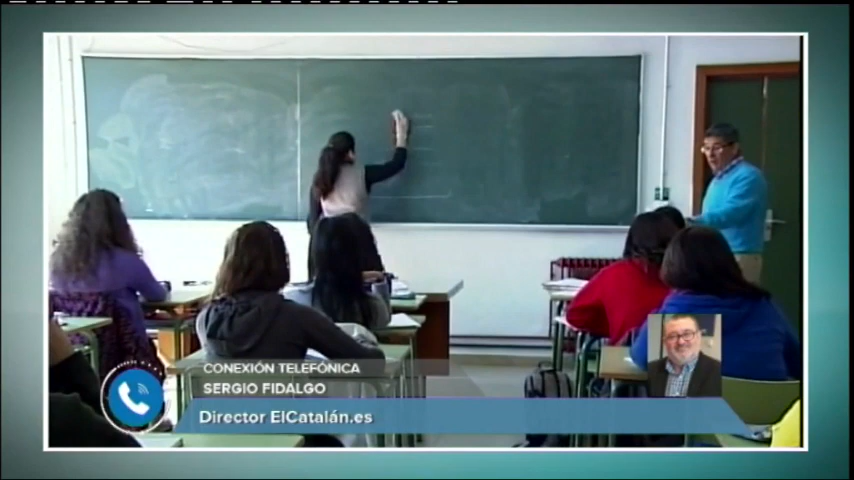 CONEXIÓN TELEFÓNICA
SERGIO FIDALGO
Director ElCatalán.es